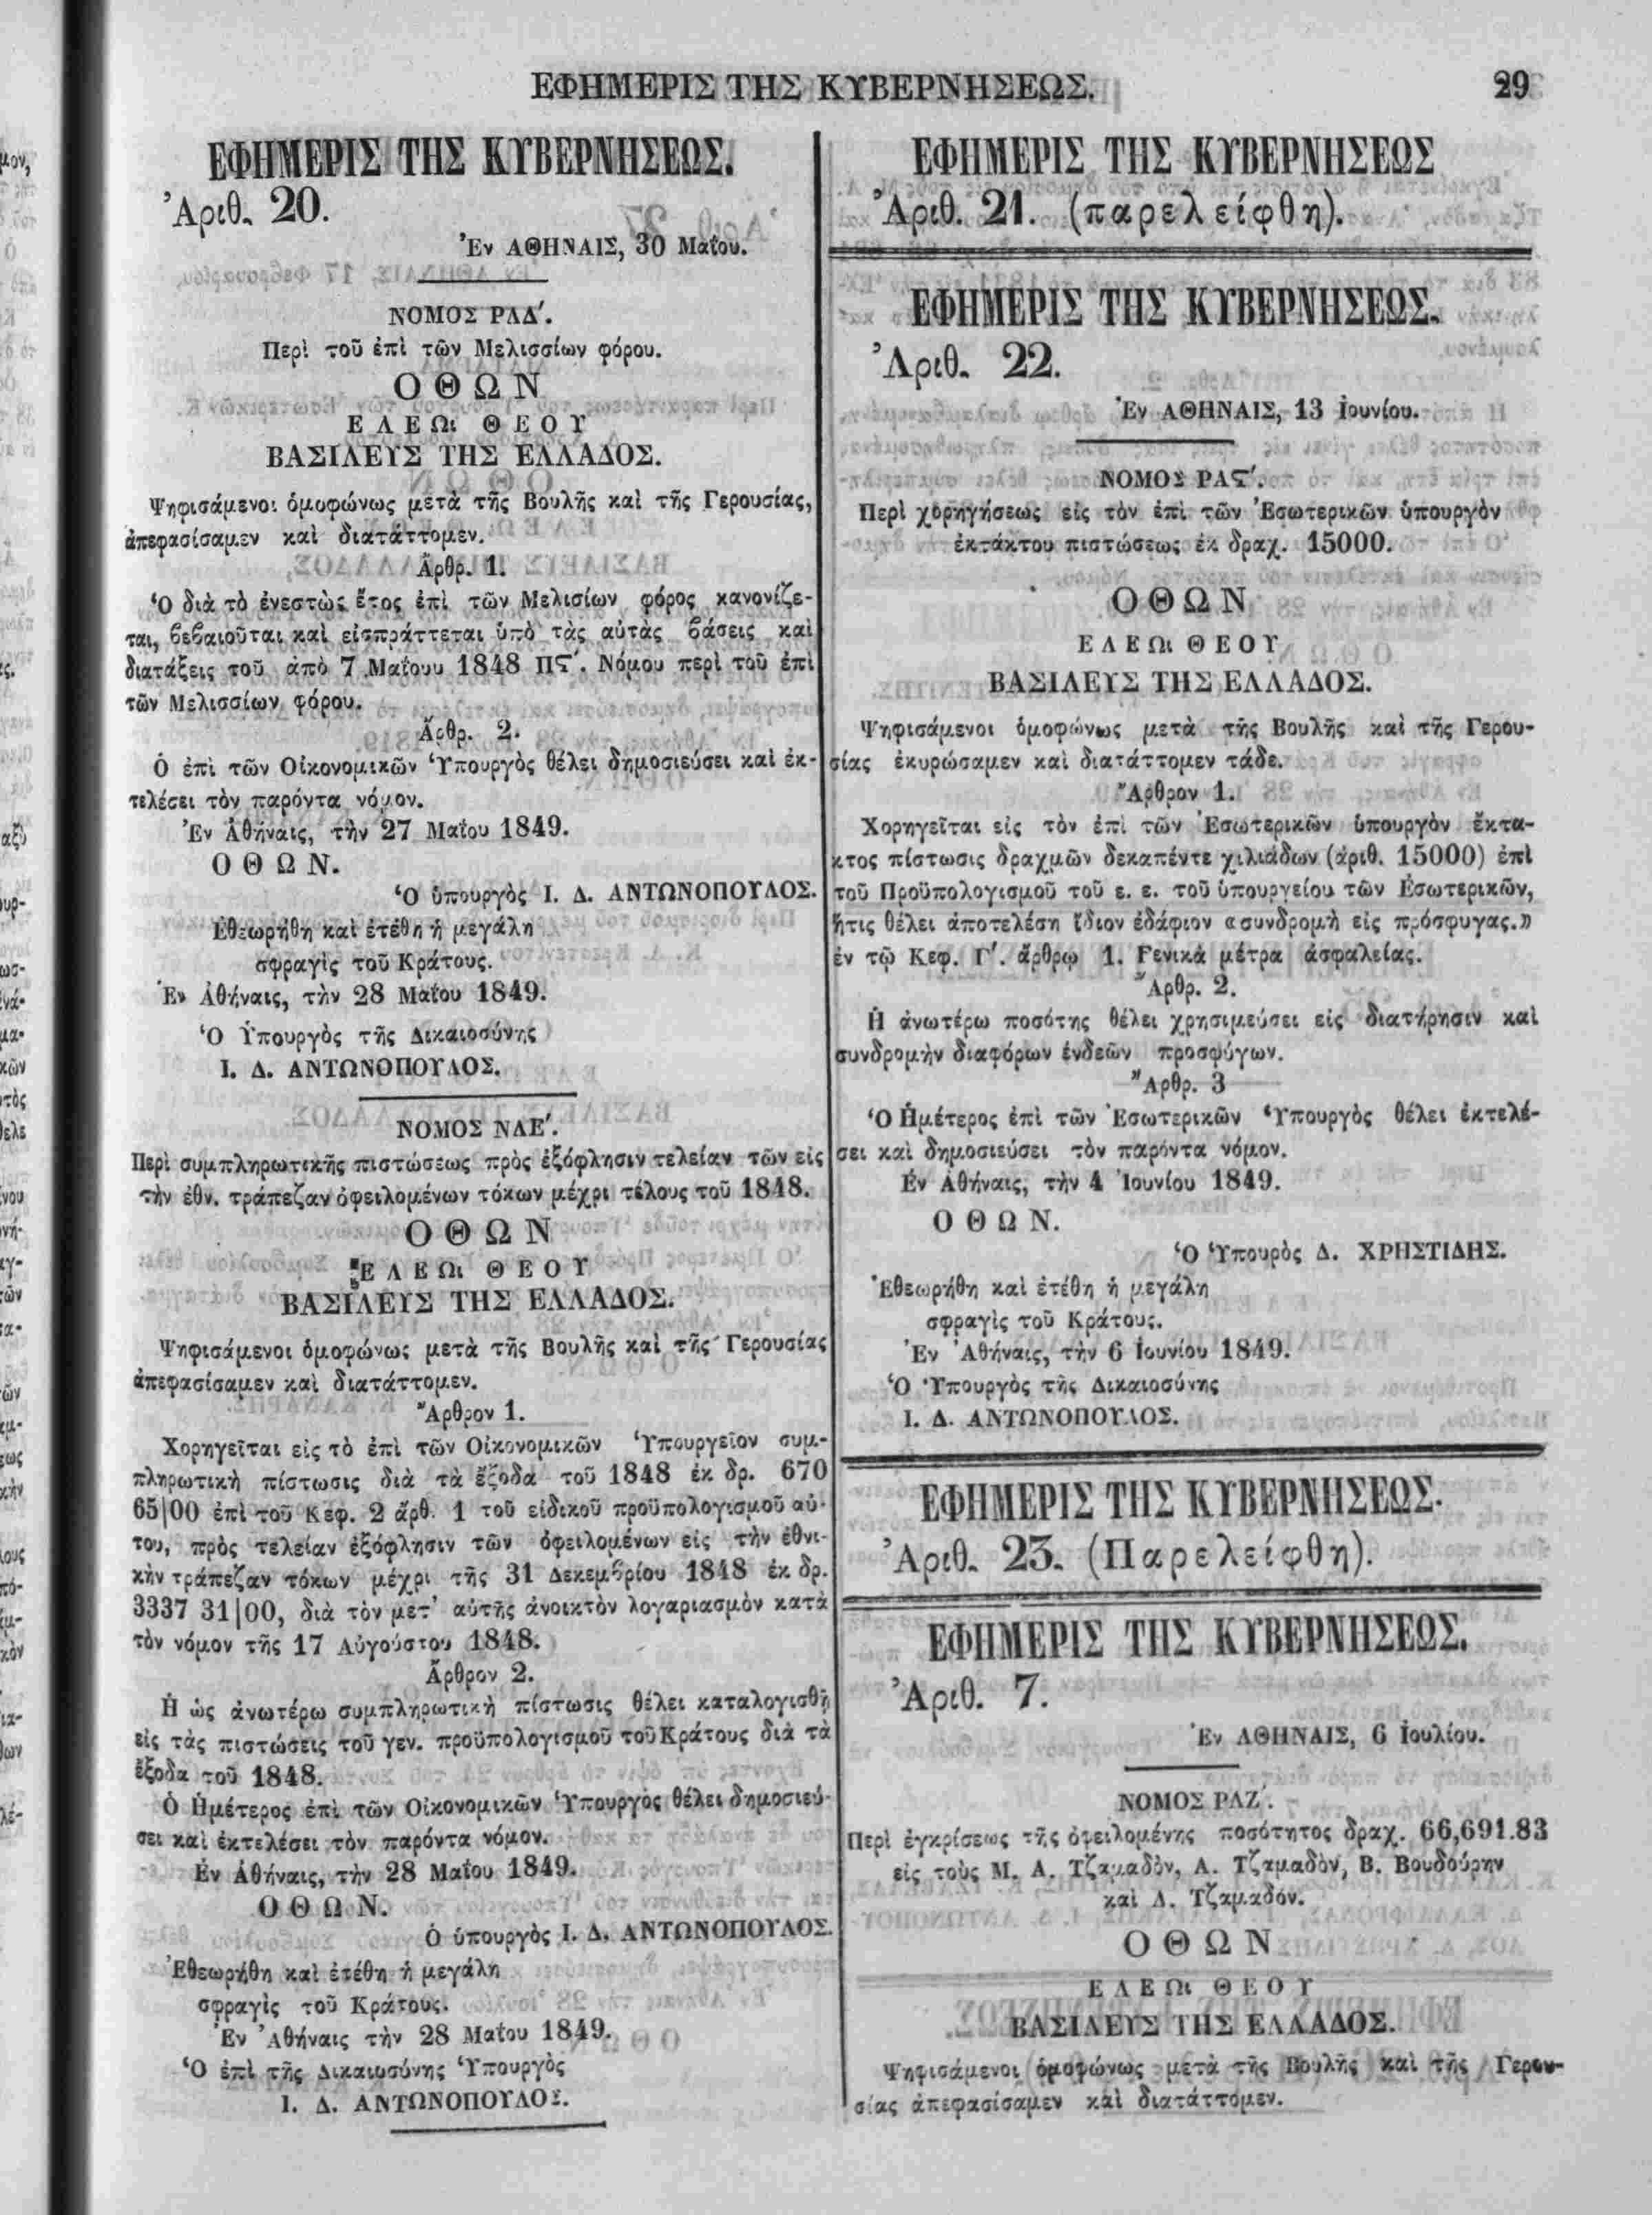 ΕΦΗΜΕΡΙΣ ΤΗΣ ΚΥΒΕΡΝΗΣΕΩΣ.
29
ΕΦΗΜΕΡΙΣ ΤΗΣ ΚΥΒΕΡΝΗΣΕΩΣ.
Ἀριθ. 20.
Ἐν ΑΘΗΝΑΙΣ, 30 Μαΐου.
ΝΟΜΟΣ ΡΛΔ΄.
Περὶ τοῦ ἐπὶ τῶν Μελισσίων φόρου.
ΟΘΩΝ
ΕΛΕΩι ΘΕΟΥ
ΒΑΣΙΛΕΥΣ ΤΗΣ ΕΛΛΑΔΟΣ.
Ψηφισάμενοι ὁμοφώνως μετὰ τῆς Βουλῆς καὶ τῆς Γερουσίας,
ἀπεφασίσαμεν καὶ διατάττομεν.
Ἄρθρ. 1.
Ὁ διὰ τὸ ἐνεστὼς ἔτος ἐπὶ τῶν Μελισίων φόρος κανονίζε-
ται, βεβαιοῦται καὶ εἰσπράττεται ὑπὸ τὰς αὐτὰς βάσεις καὶ
διατάξεις τοῦ ἀπὸ 7 Μαΐουυ 1848 ΠϚ΄. Νόμου περὶ τοῦ ἐπὶ
τῶν Μελισσίων φόρου.
Ἄρθρ. 2.
Ὁ ἐπὶ τῶν Οἰκονομικῶν Ὑπουργὸς θέλει δημοσιεύσει καὶ ἐκ-
τελέσει τὸν παρόντα νόμον.
Ἐν Ἀθήναις, τὴν 27 Μαΐου 1849.
ΟΘΩΝ.
Ὁ ὑπουργὸς Ι. Δ. ΑΝΤΩΝΟΠΟΥΛΟΣ.
Ἐθεωρήθη καὶ ἐτέθη ἡ μεγάλη
σφραγὶς τοῦ Κράτους.
Ἐν Ἀθήναις, τὴν 28 Μαΐου 1849.
Ὁ Ὑπουργὸς τῆς Δικαιοσύνης
Ι. Δ. ΑΝΤΩΝΟΠΟΥΛΟΣ.
ΝΟΜΟΣ ΝΛΕ΄.
Περὶ συμπληρωτικῆς πιστώσεως πρὸς ἐξόφλησιν τελείαν τῶν εἰς
τὴν ἐθν. τράπεζαν ὀφειλομένων τόκων μέχρι τέλους τοῦ 1848.
ΟΘΩΝ
ΕΛΕΩι ΘΕΟΥ
ΒΑΣΙΛΕΥΣ ΤΗΣ ΕΛΛΑΔΟΣ.
Ψηφισάμενοι ὁμοφώνως μετὰ τῆς Βουλῆς καὶ τῆς Γερουσίας
ἀπεφασίσαμεν καὶ διατάττομεν.
Ἄρθρον 1.
Χορηγεῖται εἰς τὸ ἐπὶ τῶν Οἰκονομικῶν Ὑπουργεῖον συμ-
πληρωτικὴ πίστωσις διὰ τὰ ἔξοδα τοῦ 1848 ἐκ δρ. 670
65|00 ἐπὶ τοῦ Κεφ. 2 ἄρθ. 1 τοῦ εἰδικοῦ προϋπολογισμοῦ αὐ-
του, πρὸς τελείαν ἐξόφλησιν τῶν ὀφειλομένων εἰς τὴν ἐθνι-
κὴν τράπεζαν τόκων μέχρι τῆς 31 Δεκεμβρίου 1848 ἐκ δρ.
3337 31|00, διὰ τὸν μετ' αὐτῆς ἀνοικτὸν λογαριασμὸν κατὰ
τὸν νόμον τῆς 17 Αὐγούστου 1848.
Ἄρθρον 2.
Ἡ ὡς ἀνωτέρω συμπληρωτικὴ πίστωσις θέλει καταλογισθῆ
εἰς τὰς πιστώσεις τοῦ γεν. προϋπολογισμοῦ τοῦ Κράτους διὰ τὰ
ἔξοδα τοῦ 1848.
Ὁ Ἡμέτερος ἐπὶ τῶν Οἰκονομικῶν Ὑπουργὸς θέλει δημοσιεύ-
σει καὶ ἐκτελέσει τὸν παρόντα νόμον.
Ἐν Ἀθήναις, τὴν 28 Μαΐου 1849.
ΟΘΩΝ.
Ὁ ὑπουργὸς Ι. Δ. ΑΝΤΩΝΟΠΟΥΛΟΣ.
Ἐθεωρήθη καὶ ἐτέθη ἡ μεγάλη
σφραγὶς τοῦ Κράτους.
Ἐν Ἀθήναις τὴν 28 Μαΐου 1849.
Ὁ ἐπὶ τῆς Δικαιοσύνης Ὑπουργὸς
Ι. Δ. ΑΝΤΩΝΟΠΟΥΛΟΣ.
ΕΦΗΜΕΡΙΣ ΤΗΣ ΚΥΒΕΡΝΗΣΕΩΣ
Ἀριθ. 21. (παρελείφθη).
ΕΦΗΜΕΡΙΣ ΤΗΣ ΚΥΒΕΡΝΗΣΕΩΣ.
Ἀριθ. 22.
Ἐν ΑΘΗΝΑΙΣ, 13 Ἰουνίου.
ΝΟΜΟΣ ΡΛϚ΄.
Περὶ χορηγήσεως εἰς τὸν ἐπὶ τῶν Ἐσωτερικῶν ὑπουργὸν
ἐκτάκτου πιστώσεως ἐκ δραχ. 15000.
ΟΘΩΝ
ΕΛΕΩι ΘΕΟΥ
ΒΑΣΙΛΕΥΣ ΤΗΣ ΕΛΛΑΔΟΣ.
Ψηφισάμενοι ὁμοφώνως μετὰ τῆς Βουλῆς καὶ τῆς Γερου-
σίας ἐκυρώσαμεν καὶ διατάττομεν τάδε.
Ἄρθρον 1.
Χορηγεῖται εἰς τὸν ἐπὶ τῶν Ἐσωτερικῶν ὑπουργὸν ἔκτα-
κτος πίστωσις δραχμῶν δεκαπέντε χιλιάδων (ἀριθ. 15000) ἐπὶ
τοῦ Προϋπολογισμοῦ τοῦ ε. ε. τοῦ ὑπουργείου τῶν Ἐσωτερικῶν,
ἥτις θέλει ἀποτελέση ἴδιον ἐδάφιον «συνδρομὴ εἰς πρόσφυγας.»
ἐν τῷ Κεφ. Γ΄. ἄρθρῳ 1. Γενικὰ μέτρα ἀσφαλείας.
Ἄρθρ. 2.
Ἡ ἀνωτέρω ποσότης θέλει χρησιμεύσει εἰς διατήρησιν καὶ
συνδρομὴν διαφόρων ἐνδεῶν προσφύγων.
Ἄρθρ. 3
Ὁ Ἡμέτερος ἐπὶ τῶν Ἐσωτερικῶν Ὑπουργὸς θέλει ἐκτελέ-
σει καὶ δημοσιεύσει τὸν παρόντα νόμον.
Ἐν Ἀθήναις, τὴν 4 Ἰουνίου 1849.
ΟΘΩΝ.
Ὁ Ὑπουρὸς Δ. ΧΡΗΣΤΙΔΗΣ.
Ἐθεωρήθη καὶ ἐτέθη ἡ μεγάλη
σφραγὶς τοῦ Κράτους.
Ἐν Ἀθήναις, τὴν 6 Ἰουνίου 1849.
Ὁ Ὑπουργὸς τῆς Δικαιοσύνης
Ι. Δ. ΑΝΤΩΝΟΠΟΥΛΟΣ.
ΕΦΗΜΕΡΙΣ ΤΗΣ ΚΥΒΕΡΝΗΣΕΩΣ.
Ἀριθ. 23. (Παρελείφθη).
ΕΦΗΜΕΡΙΣ ΤΗΣ ΚΥΒΕΡΝΗΣΕΩΣ.
Ἀριθ. 7.
Ἐν ΑΘΗΝΑΙΣ, 6 Ἰουλίου.
ΝΟΜΟΣ ΡΛΖ΄.
Περὶ ἐγκρίσεως τῆς ὀφειλομένης ποσότητος δραχ. 66,691.83
εἰς τοὺς Μ. Α. Τζαμαδὸν, Α. Τζαμαδὸν, Β. Βουδούρην
καὶ Δ. Τζαμαδόν.
ΟΘΩΝ
ΕΛΕΩι ΘΕΟΥ
ΒΑΣΙΛΕΥΣ ΤΗΣ ΕΛΛΑΔΟΣ.
Ψηφισάμενοι ὁμοφώνως μετὰ τῆς Βουλῆς καὶ τῆς Γερου-
σίας ἀπεφασίσαμεν καὶ διατάττομεν.